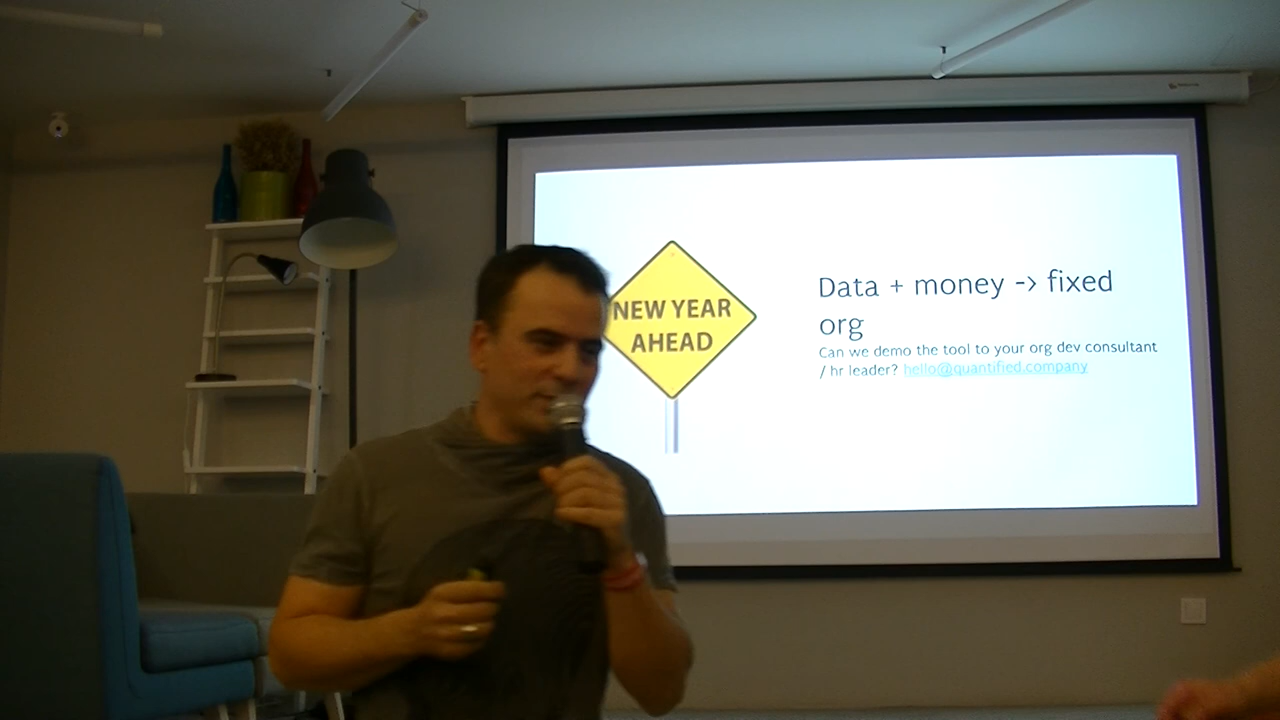 NEW YEAR
AHEAD
Data + money -> fixed
org
Can we demo the tool to your org dev consultant
/ hr leader? hello@quantified.company